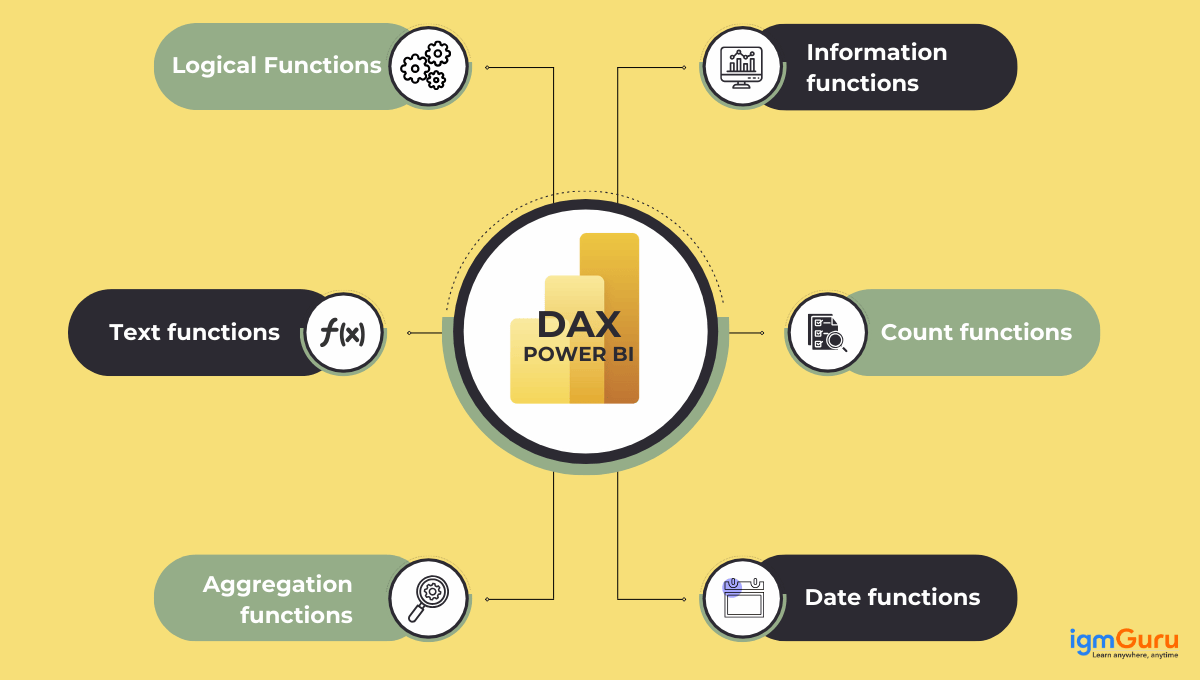 Logical Functions
Information
functions
Text functions
f(x)
DAX
POWER BI
Count functions
Aggregation
functions
Date functions
igmGuru
Learn anywhere, anytime